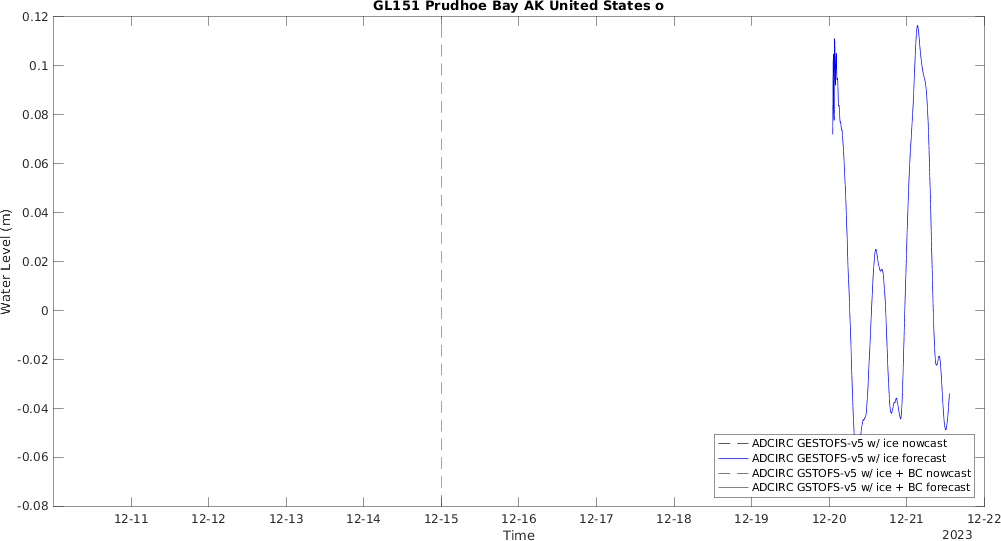 GL151 Prudhoe Bay AK United States o
0.12
0.1
0.08
0.06
0.04
0.02
0
-0.02
-0.04
-0.06
-0.08
Water Level (m)
ADCIRC GESTOFS-v5 w/ ice nowcast
ADCIRC GESTOFS-v5 w/ ice forecast
ADCIRC GSTOFS-v5 w/ ice + BC nowcast
ADCIRC GSTOFS-v5 w/ ice + BC forecast
12-11 12-12 12-13 12-14 12-15 12-16 12-17 12-18 12-19 12-20 12-21 12-22
Time
2023